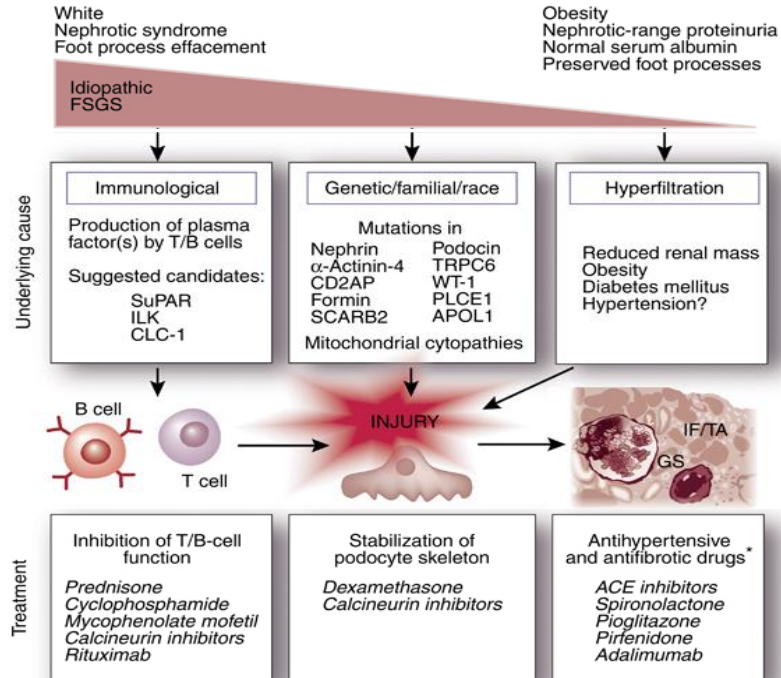 White
Nephrotic syndrome
Foot process effacement
Obesity
Nephrotic-range proteinuria
Normal serum albumin
Preserved foot processes
Idiopathic
FSGS
Underlying cause
Immunological
Production of plasma
factor(s) by T/B cells
Suggested candidates:
SuPAR
ILK
CLC-1
Genetic/familial/race
Mutations in
Nephrin Podocin
α-Actinin-4 TRPC6
CD2AP WT-1
Formin PLCE1
SCARB2 APOL1
Mitochondrial cytopathies
Hyperfiltration
Reduced renal mass
Obesity
Diabetes mellitus
Hypertension?
B cell
T cell
INJURY
IF/TA
GS
Treatment
Inhibition of T/B-cell
function
Prednisone
Cyclophosphamide
Mycophenolate mofetil
Calcineurin inhibitors
Rituximab
Stabilization of
podocyte skeleton
Dexamethasone
Calcineurin inhibitors
Antihypertensive
and antifibrotic drugs*
ACE inhibitors
Spironolactone
Pioglitazone
Pirfenidone
Adalimumab